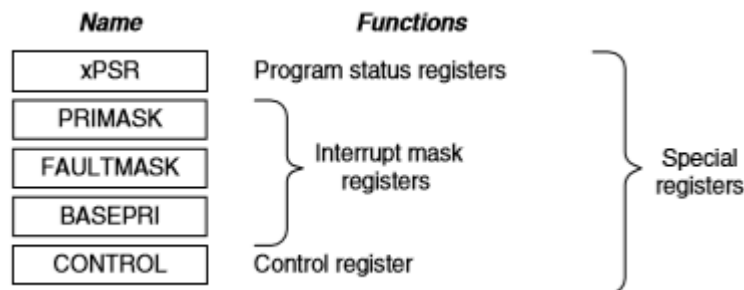 Name Functions
xPSR Program status registers
PRIMASK
FAULTMASK
BASEPRI
Interrupt mask
registers
CONTROL Control register
Special
registers